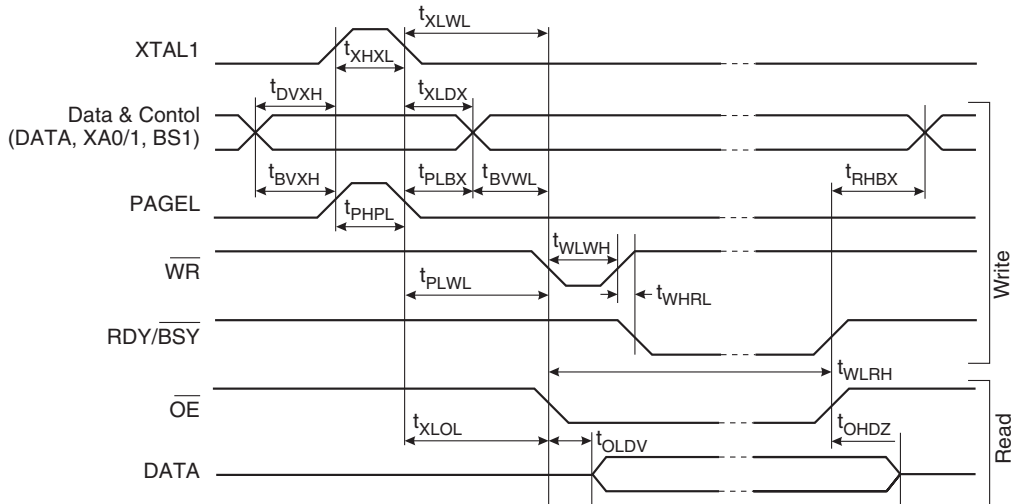 t_XLWL
XTAL1
t_XHXL
t_DVXH
t_XLDX
Data & Contol
(DATA, XA0/1, BS1)
t_BVXH
t_PLBX
t_BVWL
t_RHBX
PAGEL
t_PHPL
t_WLWH
WR
t_PLWL
t_WHRL
Write
RDY/BSY
t_WLRH
OE
t_XLOL
t_OLDV
t_OHDZ
Read
DATA